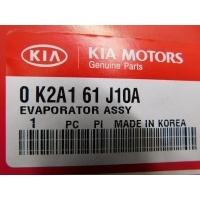 KIA
KIA MOTORS
Genuine Parts
0 K2A1 61 J10A
EVAPORATOR ASSY
1 PC PI MADE IN KOREA